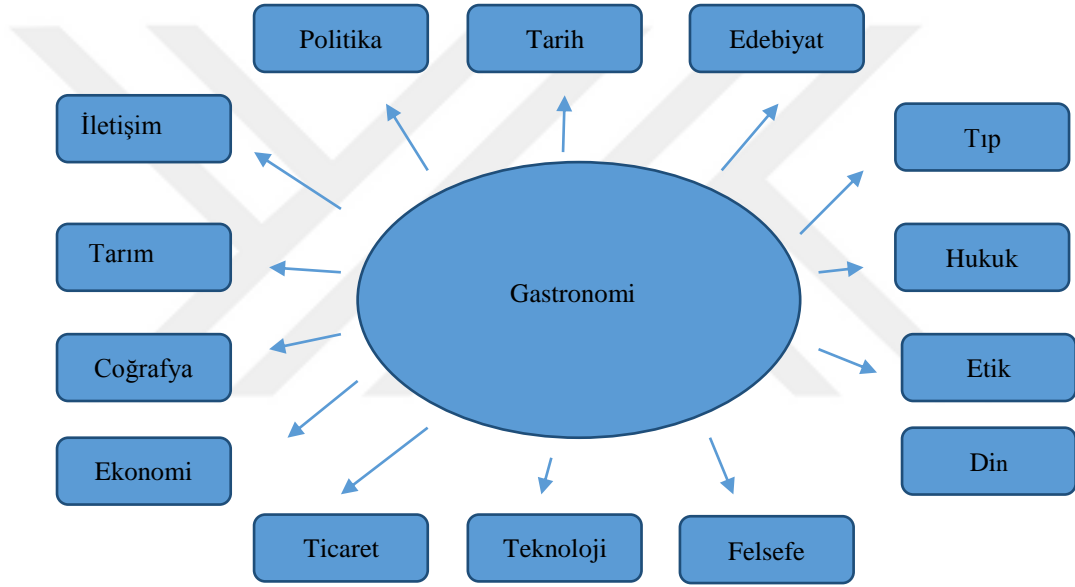 Politika
Tarih
Edebiyat
İletişim
Tıp
Tarım
Hukuk
Gastronomi
Coğrafya
Etik
Ekonomi
Din
Ticaret
Teknoloji
Felsefe